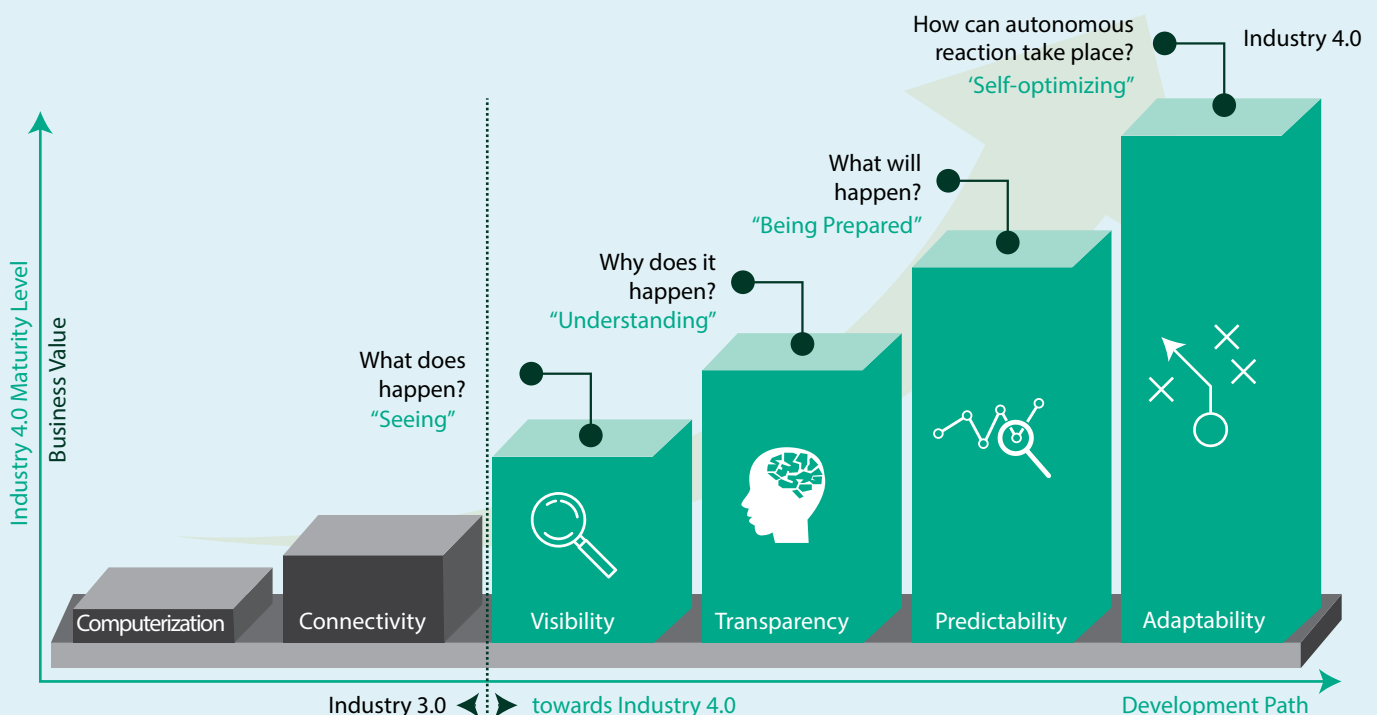 How can autonomous
reaction take place?
‘Self-optimizing”
Industry 4.0
What will
happen?
“Being Prepared”
Why does it
happen?
“Understanding”
What does
happen?
“Seeing”
Industry 4.0 Maturity Level
Business Value
Computerization
Connectivity
Visibility
Transparency
Predictability
Adaptability
Industry 3.0
towards Industry 4.0
Development Path